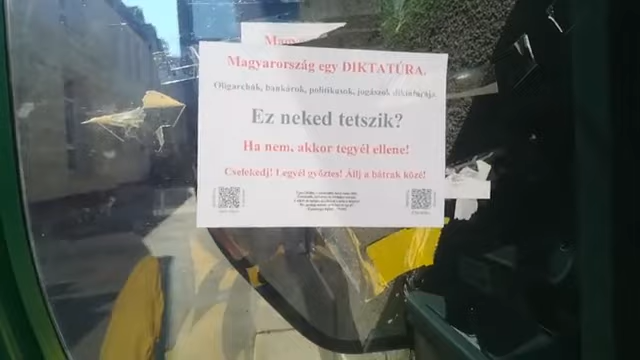 Magyarország egy DIKTATÚRA.
Oligarchák, bankárok, politikusok, jogászok diktatúrája.
Ez neked tetszik?
Ha nem, akkor tegyél ellene!
Cselekedj! Legyél győztes! Állj a bátrak közé!